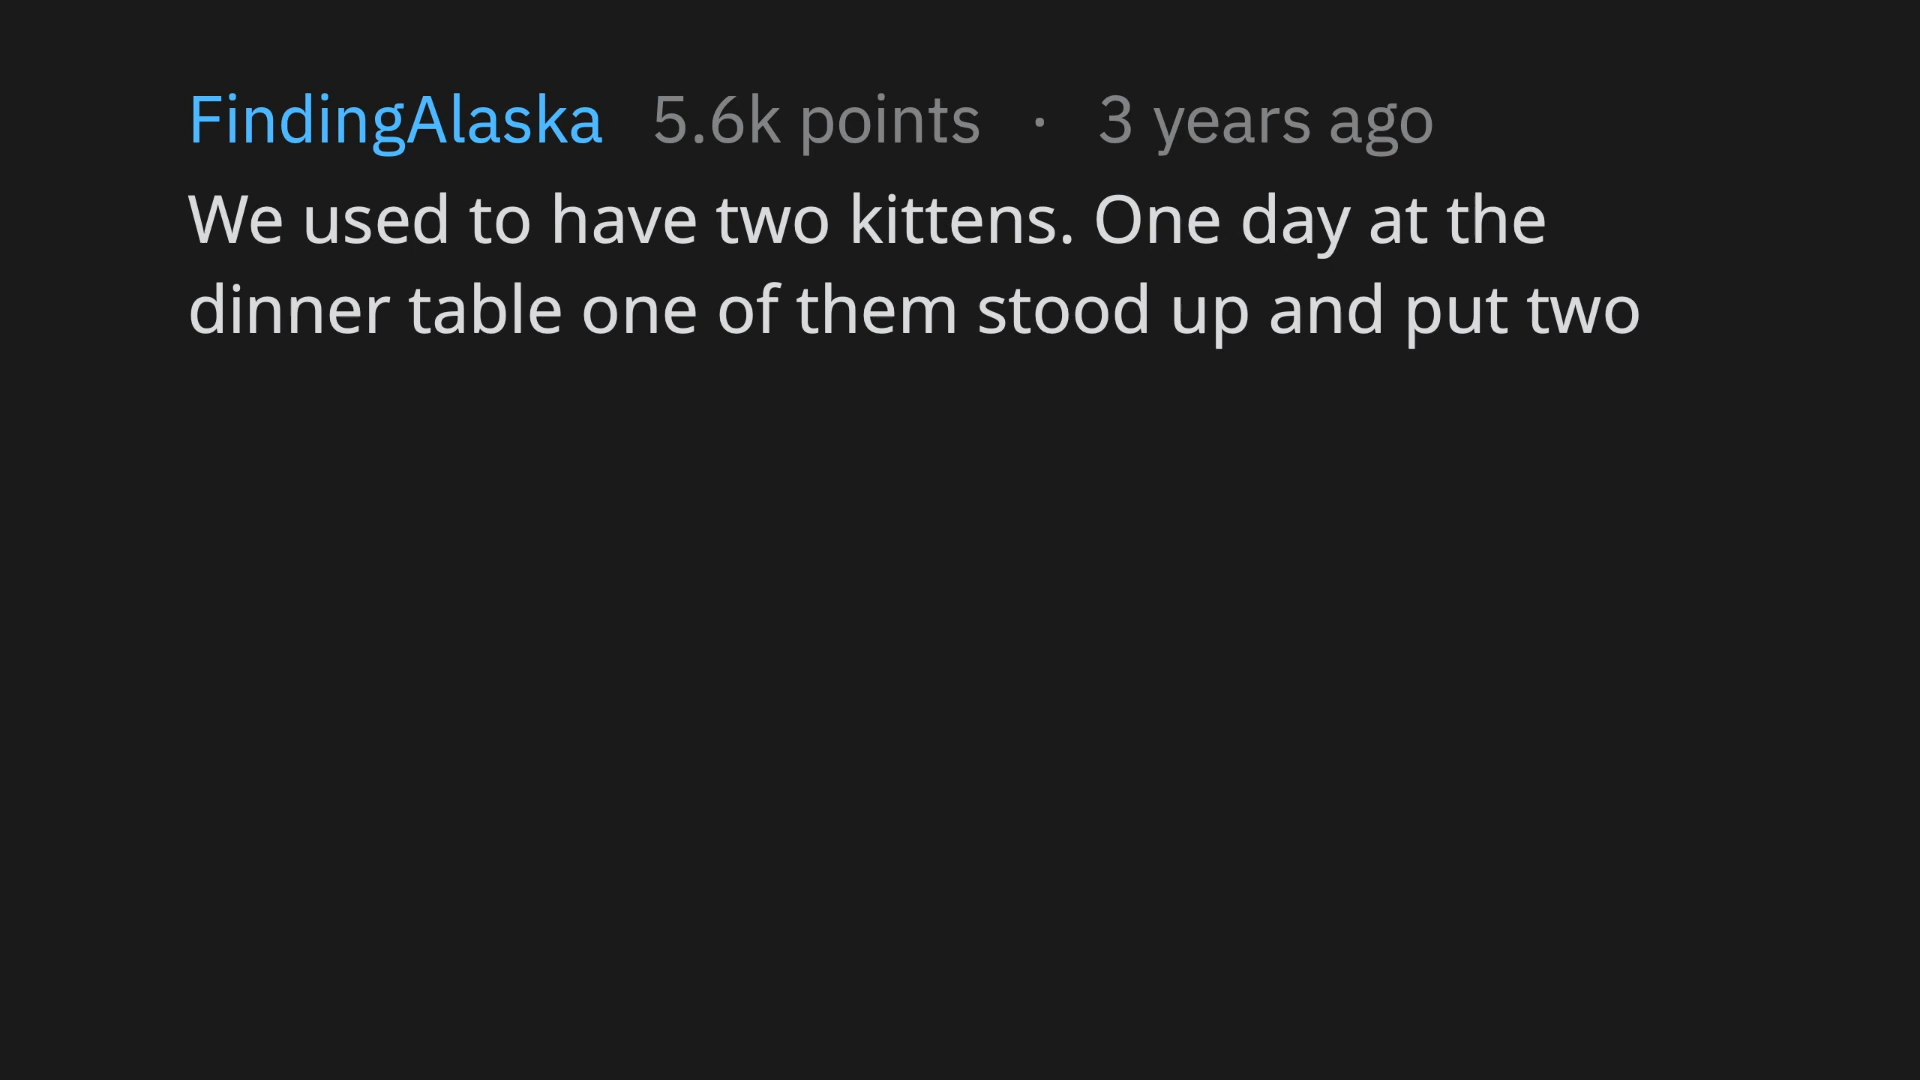 FindingAlaska 5.6k points · 3 years ago
We used to have two kittens. One day at the
dinner table one of them stood up and put two